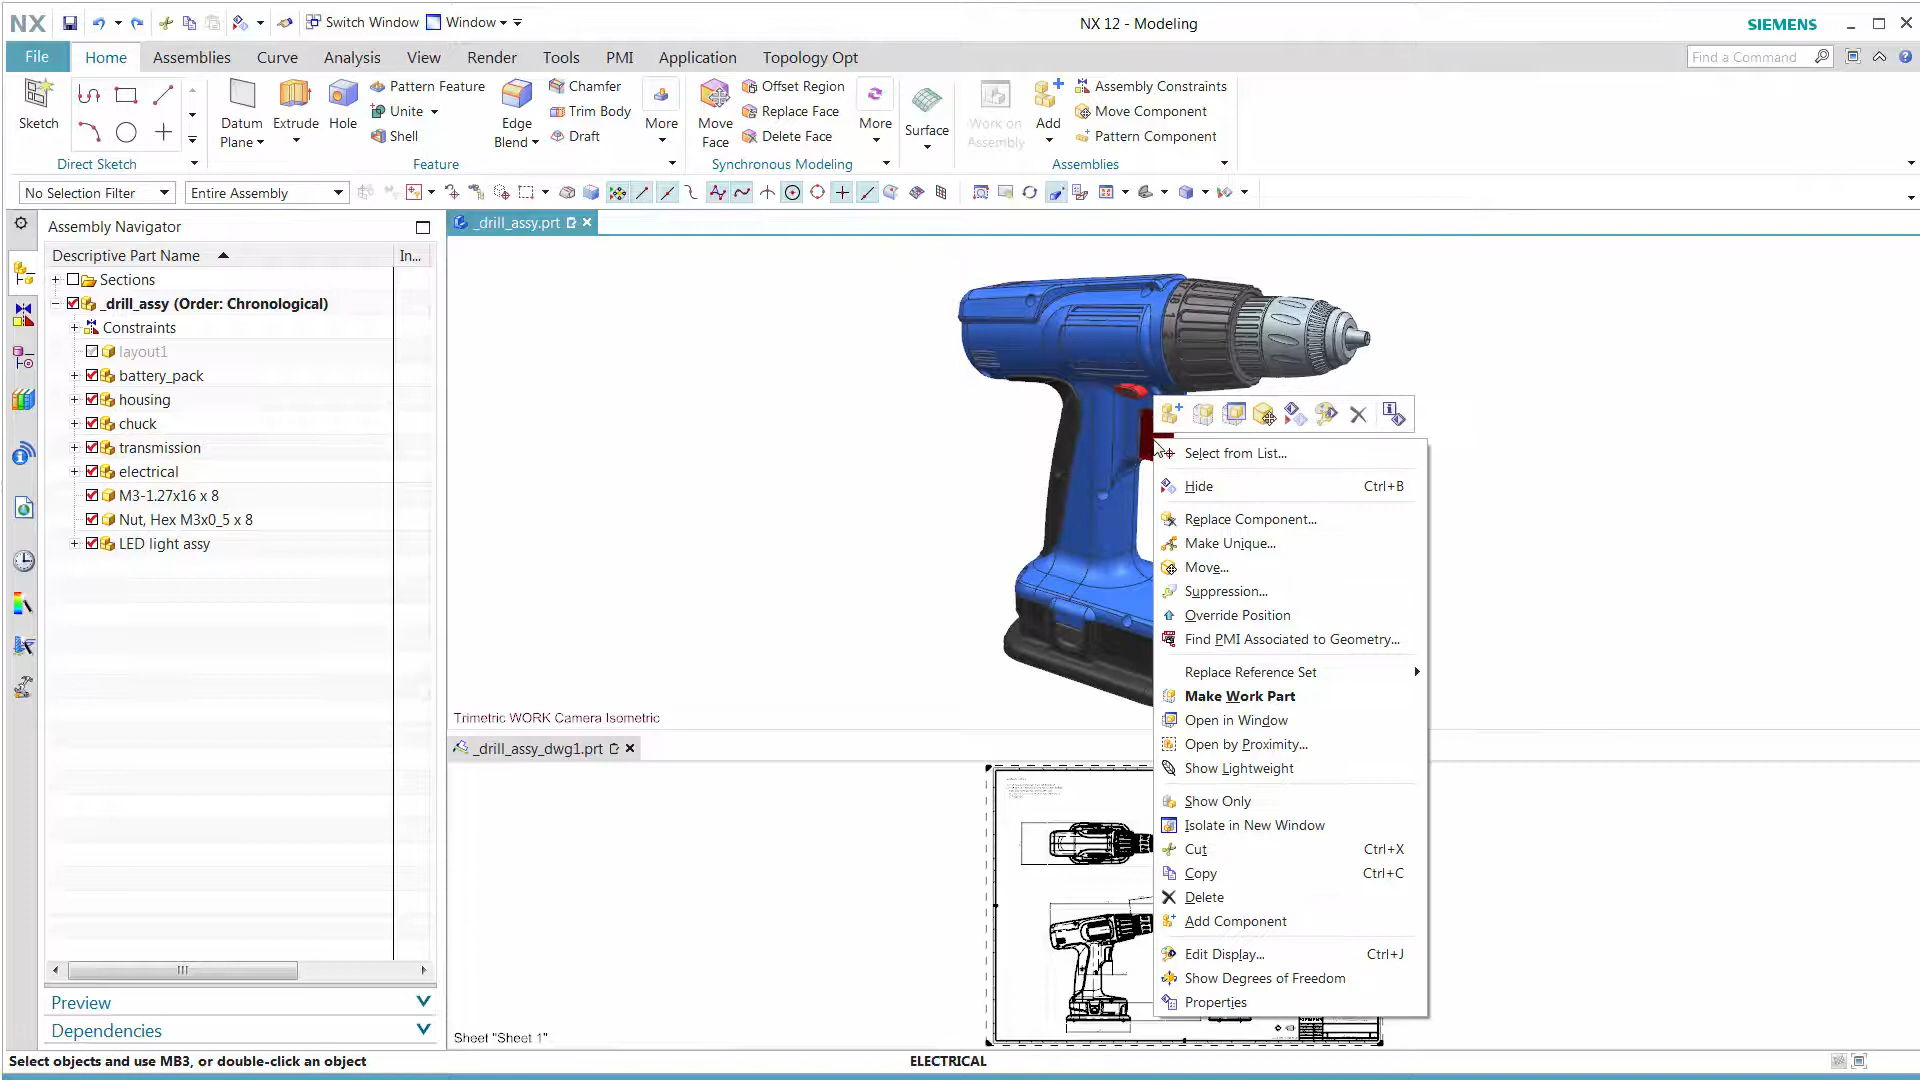 NX Switch Window Window NX 12 - Modeling SIEMENS
File Home Assemblies Curve Analysis View Render Tools PMI Application Topology Opt Find a Command
Sketch
Direct Sketch
Datum Plane
Extrude
Hole
Pattern Feature
Unite
Shell
Edge Blend
Chamfer
Trim Body
Draft
More
Feature
Move Face
Offset Region
Replace Face
Delete Face
More
Synchronous Modeling
Surface
Work on Assembly
Add
Assembly Constraints
Move Component
Pattern Component
Assemblies
No Selection Filter Entire Assembly
Assembly Navigator
Descriptive Part Name In...
Sections
_drill_assy (Order: Chronological)
Constraints
layout1
battery_pack
housing
chuck
transmission
electrical
M3-1.27x16 x 8
Nut, Hex M3x0_5 x 8
LED light assy
Preview
Dependencies
_drill_assy.prt
Trimetric WORK Camera Isometric
_drill_assy_dwg1.prt
Sheet "Sheet 1"
Select from List...
Hide Ctrl+B
Replace Component...
Make Unique...
Move...
Suppression...
Override Position
Find PMI Associated to Geometry...
Replace Reference Set
Make Work Part
Open in Window
Open by Proximity...
Show Lightweight
Show Only
Isolate in New Window
Cut Ctrl+X
Copy Ctrl+C
Delete
Add Component
Edit Display... Ctrl+J
Show Degrees of Freedom
Properties
Select objects and use MB3, or double-click an object ELECTRICAL